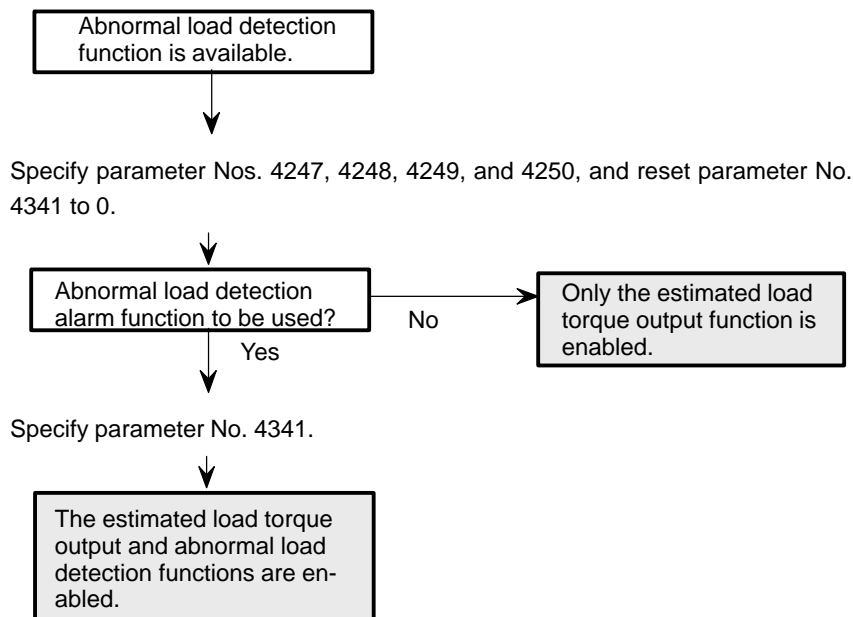 Abnormal load detection
function is available.
Specify parameter Nos. 4247, 4248, 4249, and 4250, and reset parameter No.
4341 to 0.
Abnormal load detection
alarm function to be used?
No
Only the estimated load
torque output function is
enabled.
Yes
Specify parameter No. 4341.
The estimated load torque
output and abnormal load
detection functions are en-
abled.